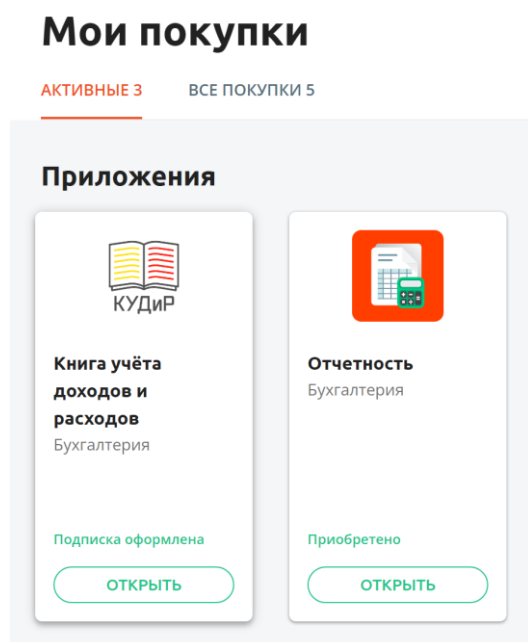 Мои покупки
АКТИВНЫЕ 3
ВСЕ ПОКУПКИ 5
Приложения
КУДиР
Книга учёта
доходов и
расходов
Бухгалтерия
Подписка оформлена
ОТКРЫТЬ
Отчетность
Бухгалтерия
Приобретено
ОТКРЫТЬ